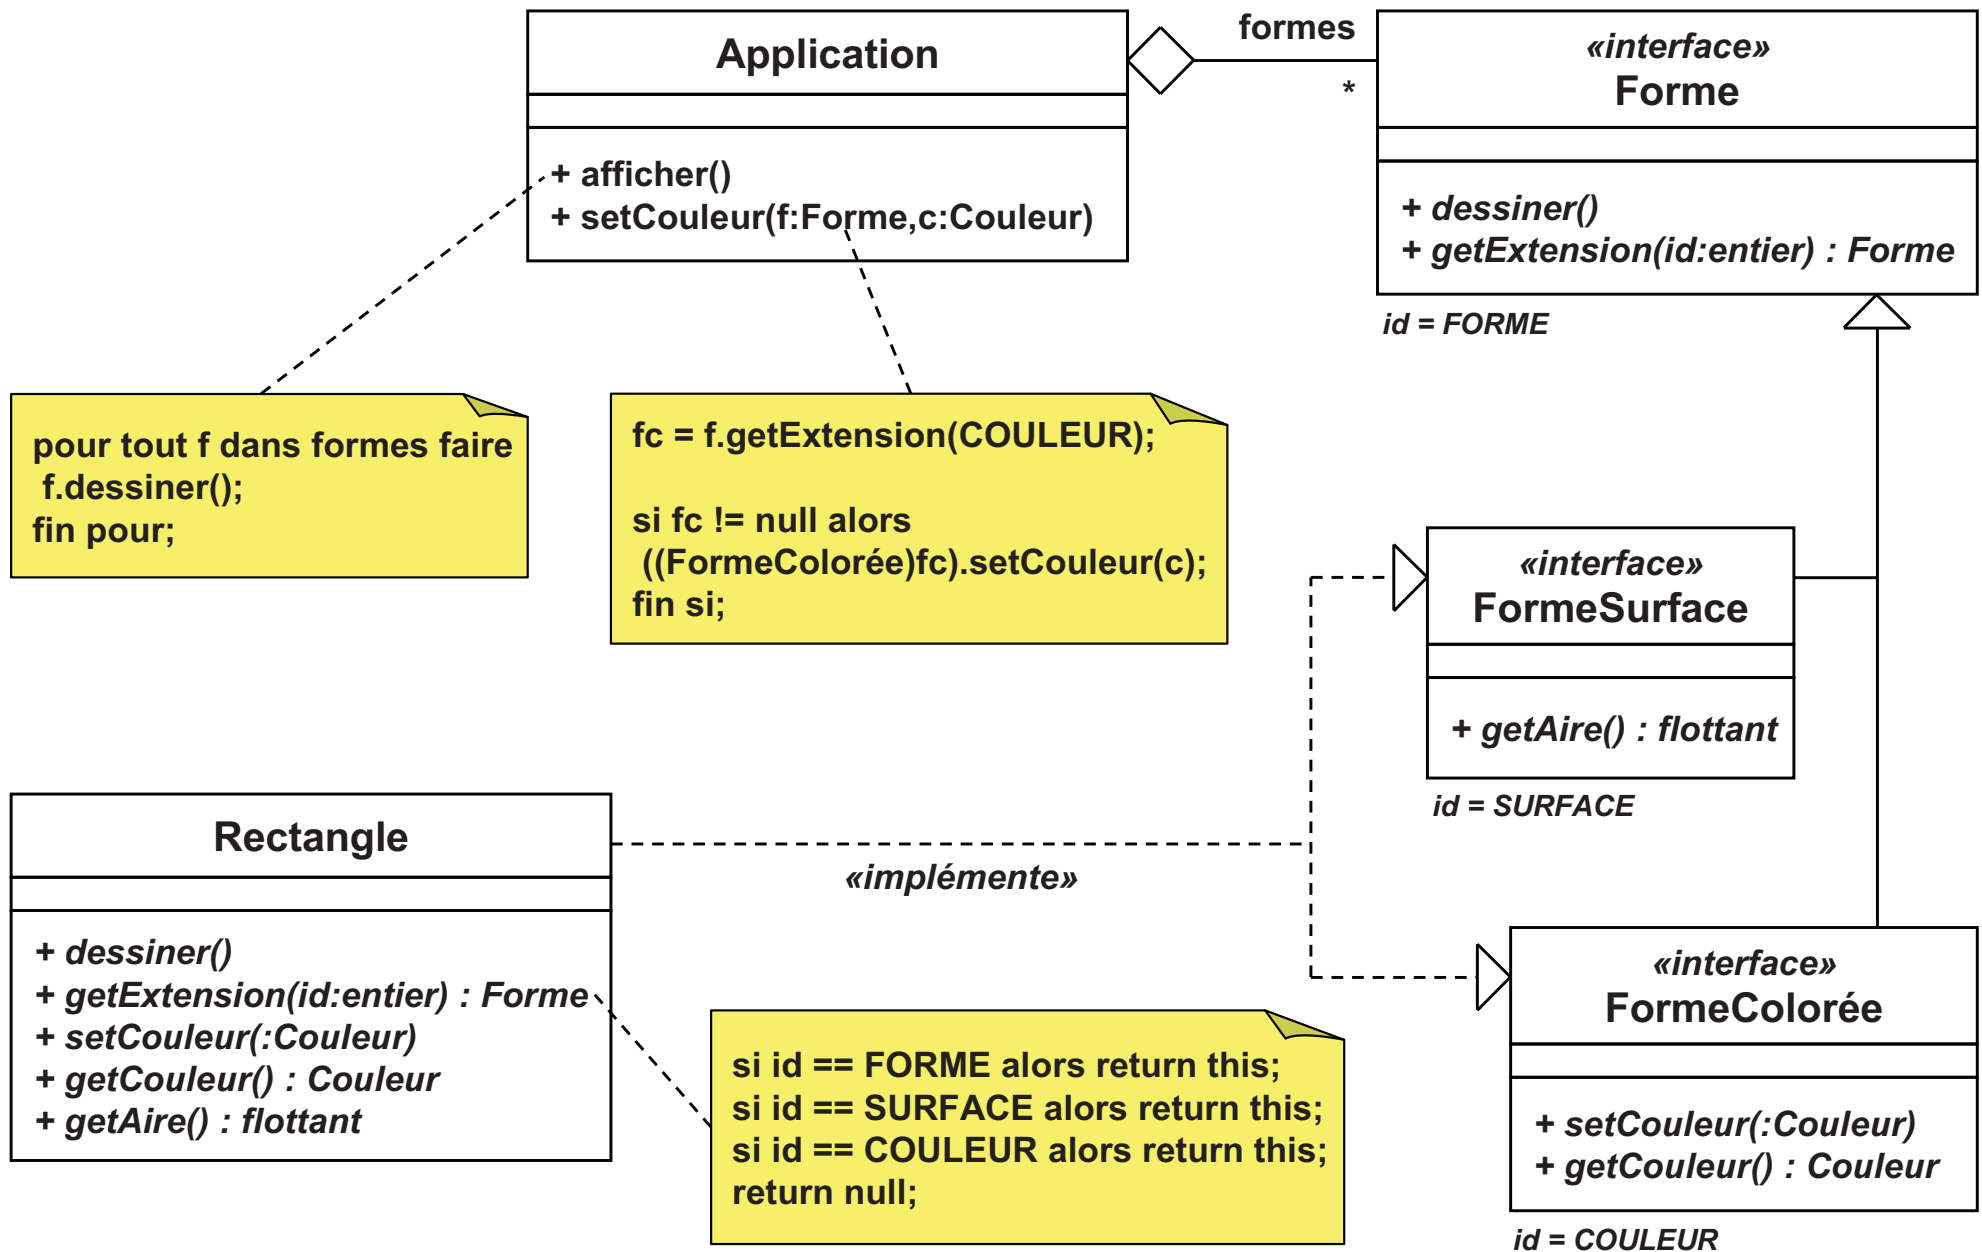 Application
+ afficher()
+ setCouleur(f:Forme,c:Couleur)
formes
*
«interface»
Forme
+ dessiner()
+ getExtension(id:entier) : Forme
id = FORME
pour tout f dans formes faire
f.dessiner();
fin pour;
fc = f.getExtension(COULEUR);
si fc != null alors
((FormeColorée)fc).setCouleur(c);
fin si;
«interface»
FormeSurface
+ getAire() : flottant
id = SURFACE
Rectangle
+ dessiner()
+ getExtension(id:entier) : Forme
+ setCouleur(:Couleur)
+ getCouleur() : Couleur
+ getAire() : flottant
«implémente»
si id == FORME alors return this;
si id == SURFACE alors return this;
si id == COULEUR alors return this;
return null;
«interface»
FormeColorée
+ setCouleur(:Couleur)
+ getCouleur() : Couleur
id = COULEUR